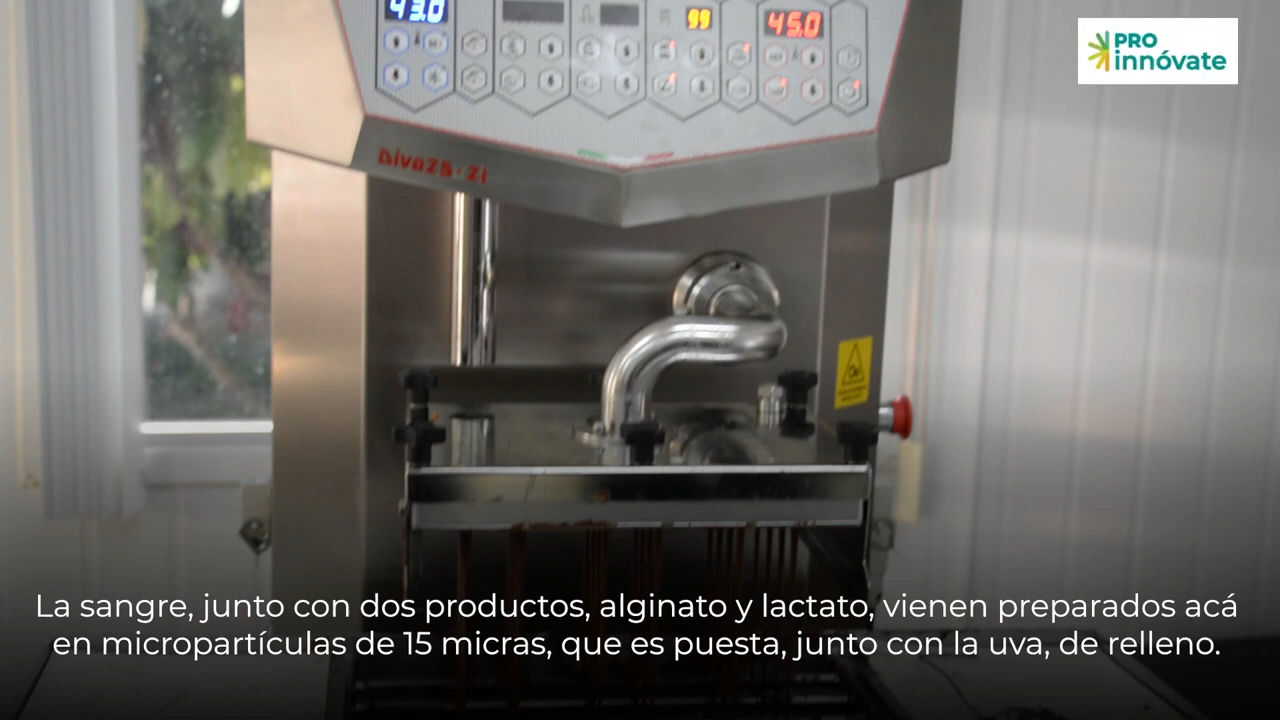 43.0
99
45.0
PRO
innóvate
La sangre, junto con dos productos, alginato y lactato, vienen preparados acá
en micropartículas de 15 micras, que es puesta, junto con la uva, de relleno.